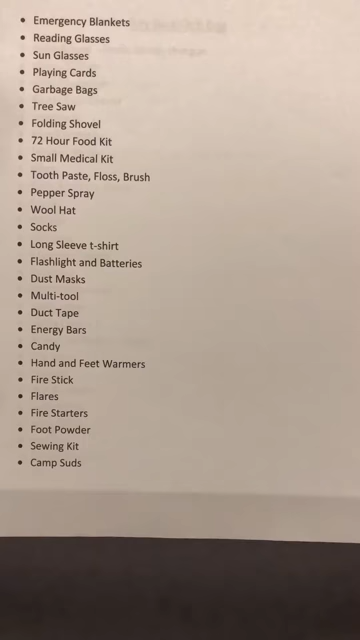 • Emergency Blankets
• Reading Glasses
• Sun Glasses
• Playing Cards
• Garbage Bags
• Tree Saw
• Folding Shovel
• 72 Hour Food Kit
• Small Medical Kit
• Tooth Paste, Floss, Brush
• Pepper Spray
• Wool Hat
• Socks
• Long Sleeve t-shirt
• Flashlight and Batteries
• Dust Masks
• Multi-tool
• Duct Tape
• Energy Bars
• Candy
• Hand and Feet Warmers
• Fire Stick
• Flares
• Fire Starters
• Foot Powder
• Sewing Kit
• Camp Suds